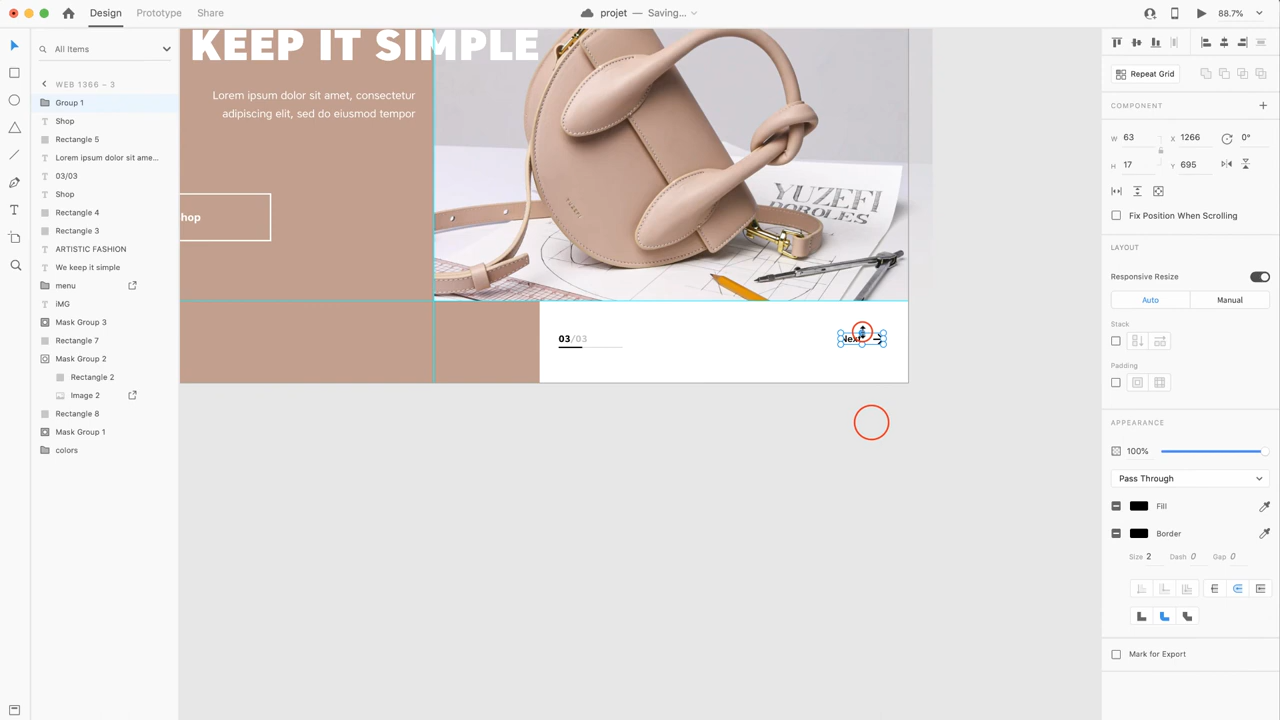 Design Prototype Share
projet — Saving...
88.7%
All Items
WEB 1366 – 3
Group 1
Shop
Rectangle 5
Lorem ipsum dolor sit ame...
03/03
Shop
Rectangle 4
Rectangle 3
ARTISTIC FASHION
We keep it simple
menu
iMG
Mask Group 3
Rectangle 7
Mask Group 2
Rectangle 2
Image 2
Rectangle 8
Mask Group 1
colors
KEEP IT SIMPLE
Lorem ipsum dolor sit amet, consectetur
adipiscing elit, sed do eiusmod tempor
hop
YUZEFI
03/03
Next
Repeat Grid
COMPONENT
W 63 X 1266 0°
H 17 Y 695
Fix Position When Scrolling
LAYOUT
Responsive Resize
Auto Manual
Stack
Padding
APPEARANCE
100%
Pass Through
Fill
Border
Size 2 Dash 0 Gap 0
Mark for Export